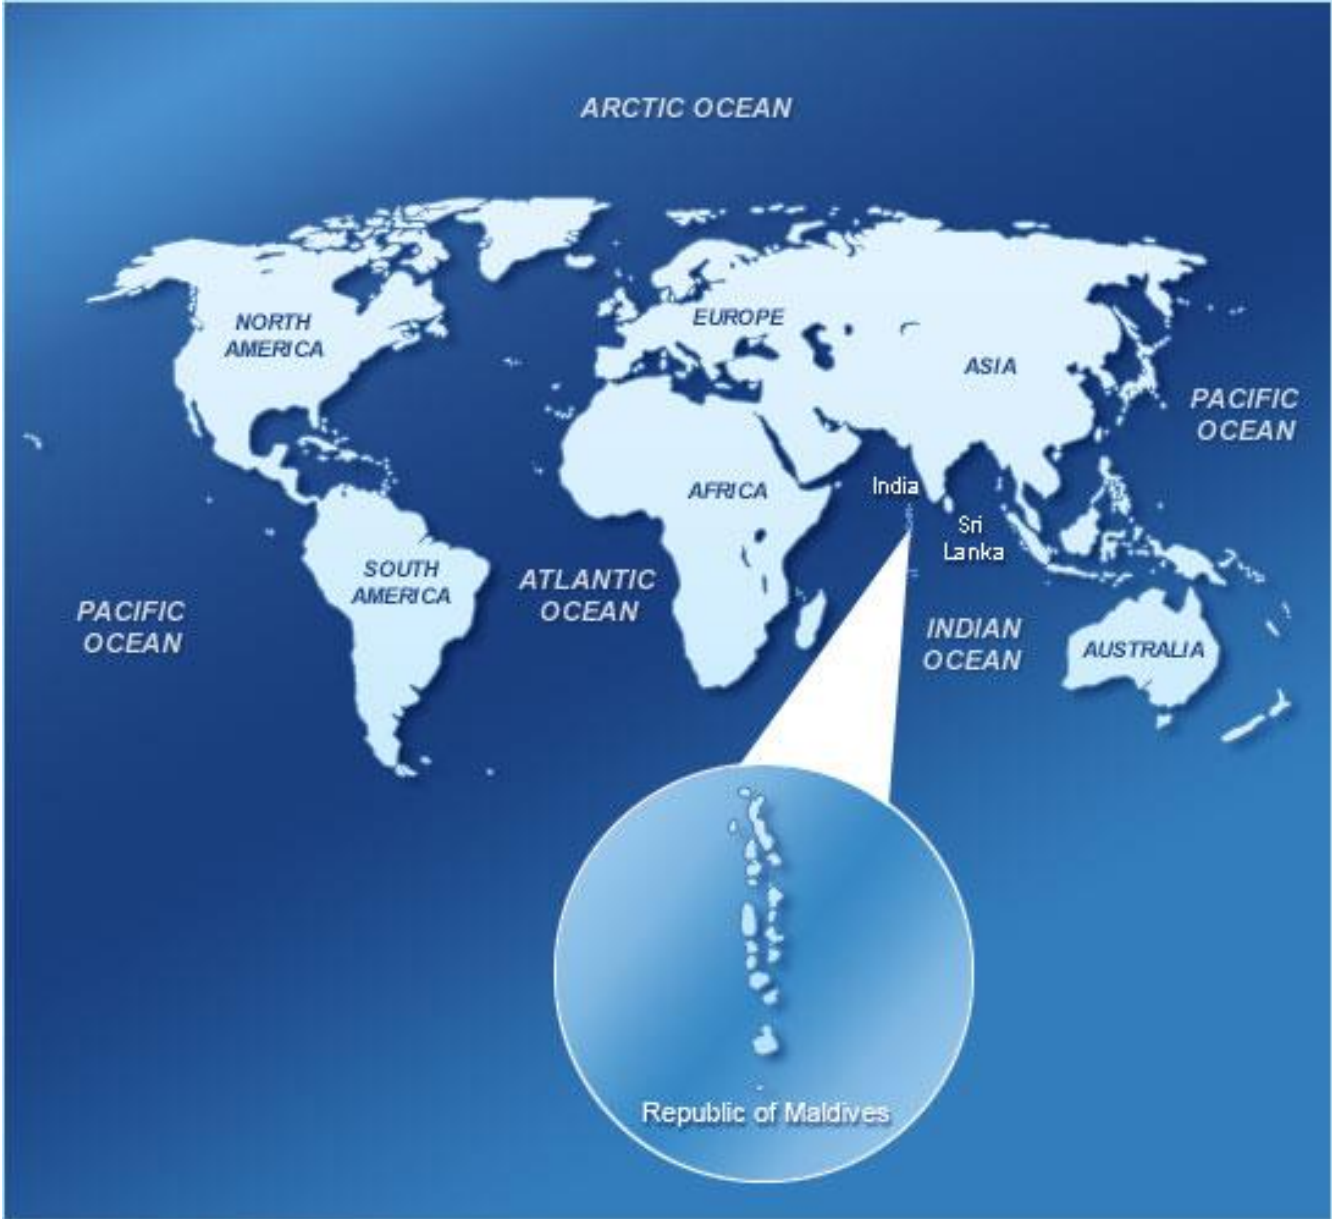 ARCTIC OCEAN
NORTH
AMERICA
EUROPE
ASIA
PACIFIC
OCEAN
AFRICA
India
Sri
Lanka
SOUTH
AMERICA
ATLANTIC
OCEAN
PACIFIC
OCEAN
INDIAN
OCEAN
AUSTRALIA
Republic of Maldives